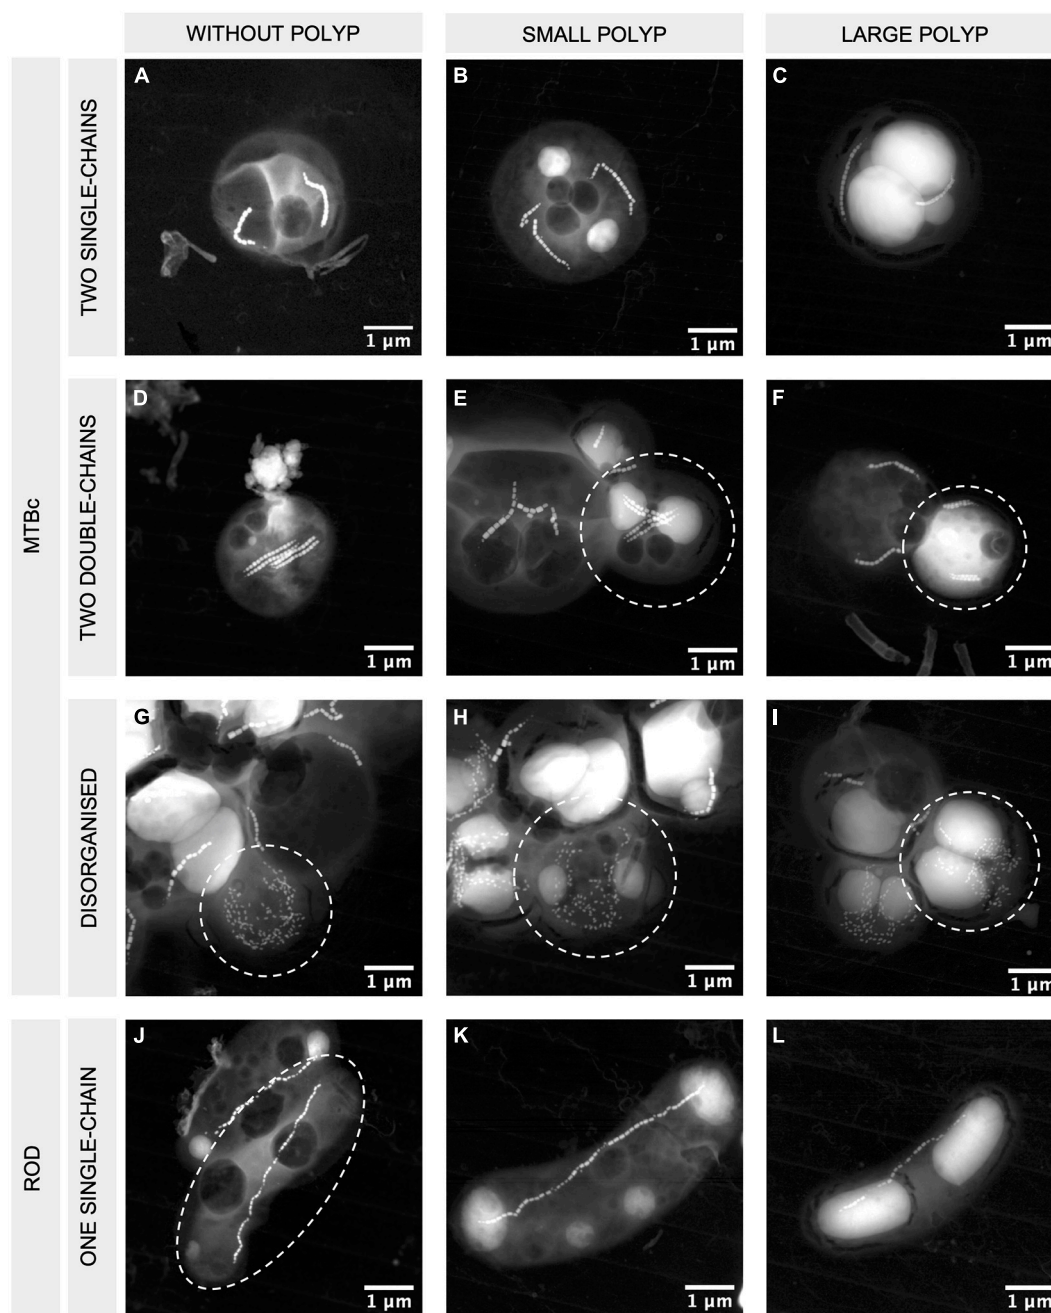 WITHOUT POLYP
SMALL POLYP
LARGE POLYP
MTBc
TWO SINGLE-CHAINS
A
1 µm
B
1 µm
C
1 µm
TWO DOUBLE-CHAINS
D
1 µm
E
1 µm
F
1 µm
DISORGANISED
G
1 µm
H
1 µm
I
1 µm
ROD
ONE SINGLE-CHAIN
J
1 µm
K
1 µm
L
1 µm